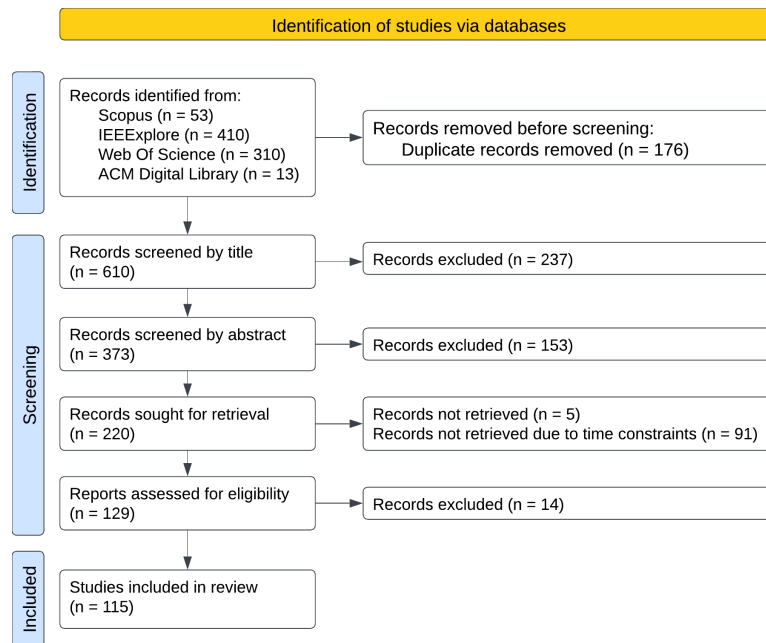 Identification of studies via databases
Identification
Records identified from:
Scopus (n = 53)
IEEExplore (n = 410)
Web Of Science (n = 310)
ACM Digital Library (n = 13)
Records removed before screening:
Duplicate records removed (n = 176)
Screening
Records screened by title
(n = 610)
Records excluded (n = 237)
Records screened by abstract
(n = 373)
Records excluded (n = 153)
Records sought for retrieval
(n = 220)
Records not retrieved (n = 5)
Records not retrieved due to time constraints (n = 91)
Reports assessed for eligibility
(n = 129)
Records excluded (n = 14)
Included
Studies included in review
(n = 115)